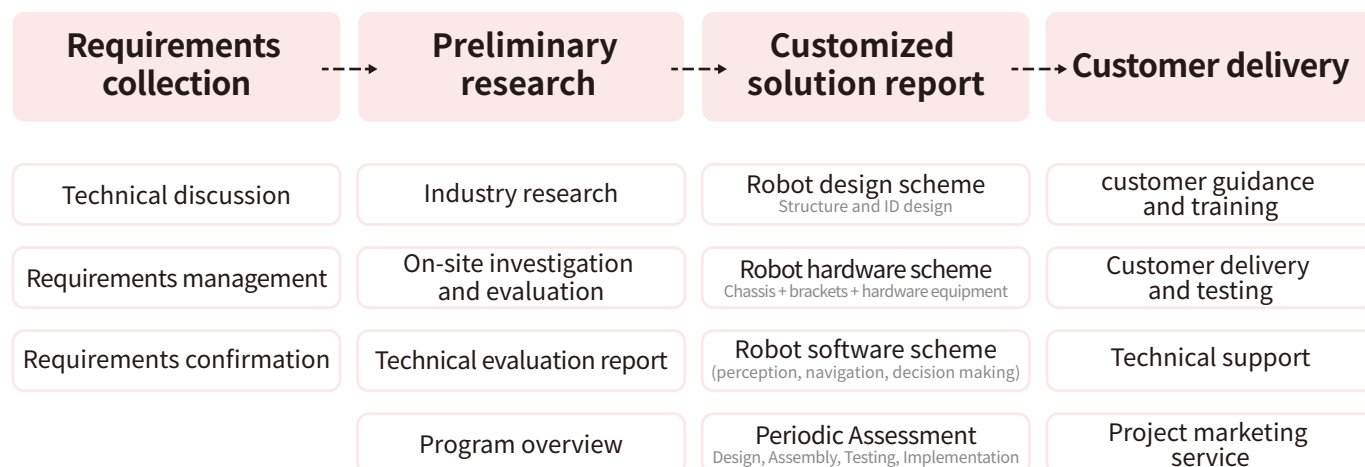 Requirements
collection
Preliminary
research
Customized
solution report
Customer delivery
Technical discussion
Industry research
Robot design scheme
Structure and ID design
customer guidance
and training
Requirements management
On-site investigation
and evaluation
Robot hardware scheme
Chassis + brackets + hardware equipment
Customer delivery
and testing
Requirements confirmation
Technical evaluation report
Robot software scheme
(perception, navigation, decision making)
Technical support
Program overview
Periodic Assessment
Design, Assembly, Testing, Implementation
Project marketing
service